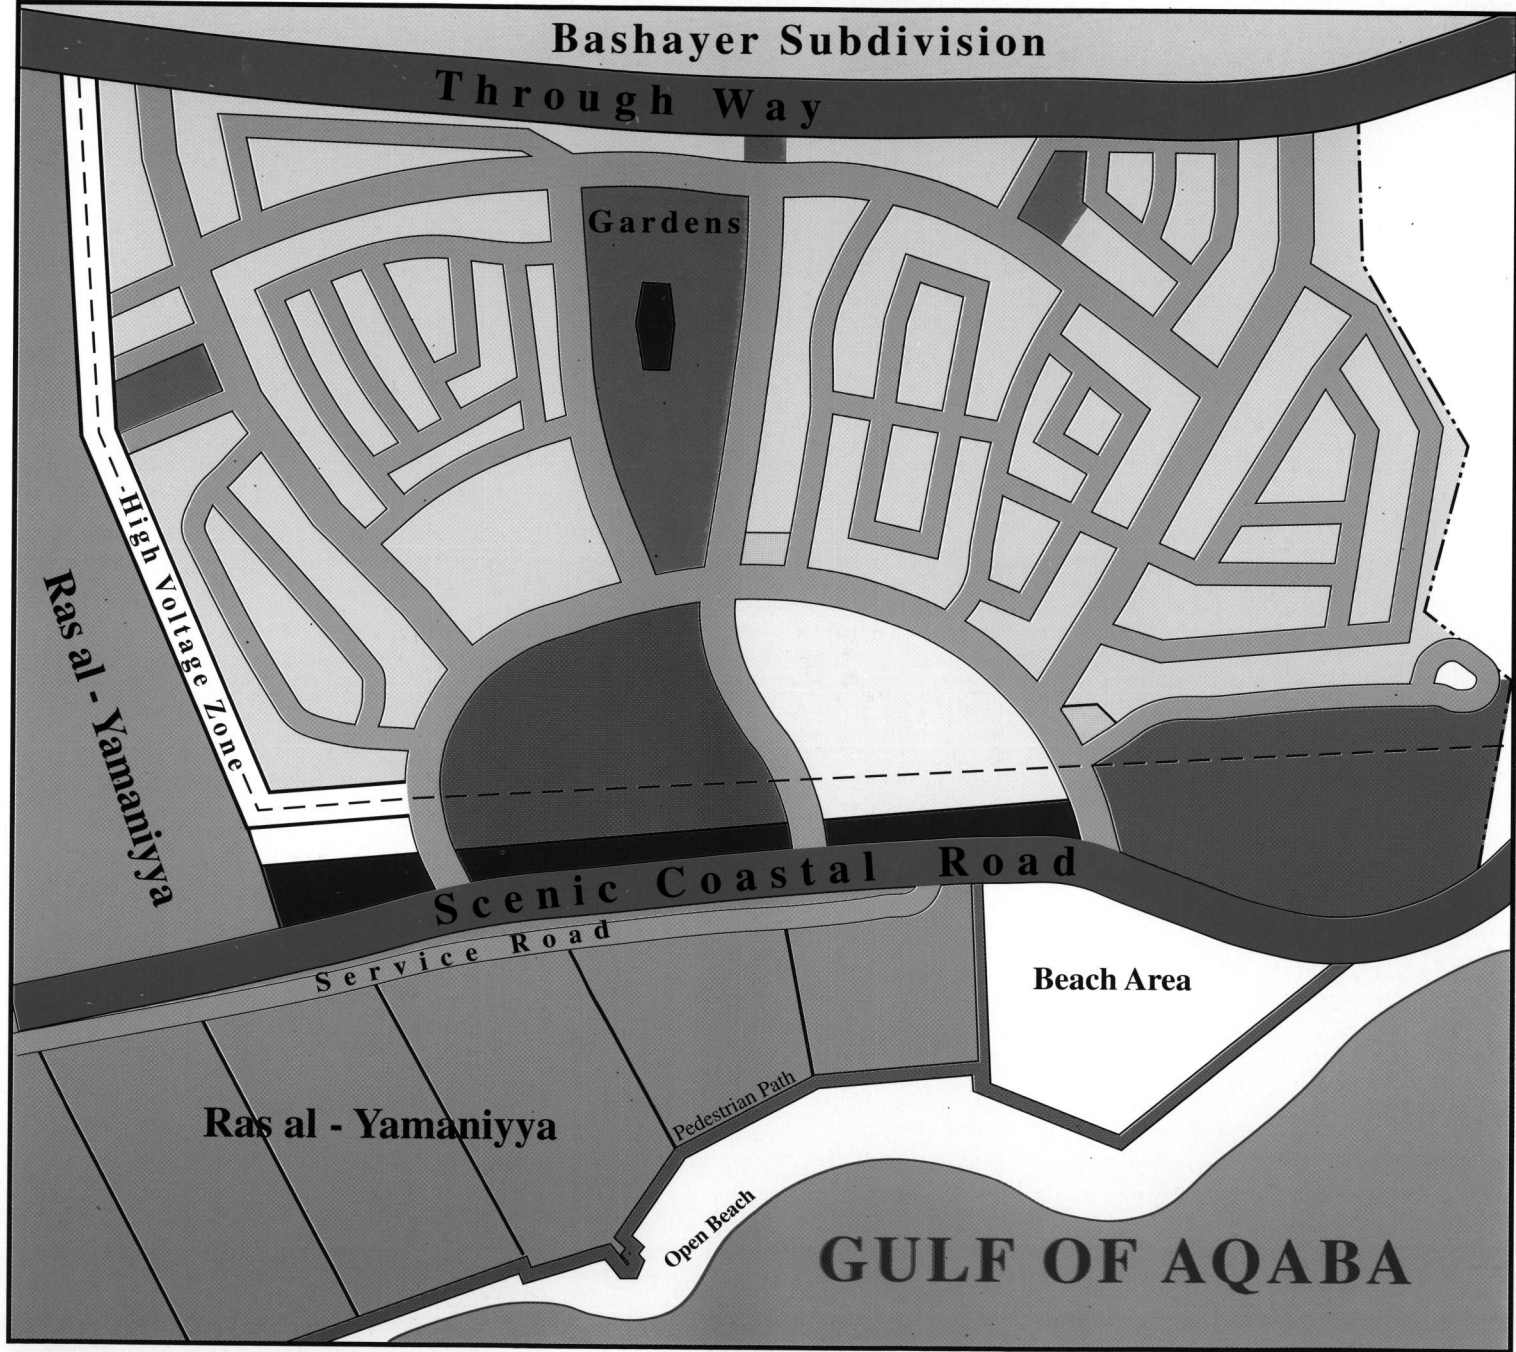 Bashayer Subdivision
Through Way
Gardens
High Voltage Zone
Ras al - Yamaniyya
Scenic Coastal Road
Service Road
Beach Area
Pedestrian Path
Ras al - Yamaniyya
Open Beach
GULF OF AQABA